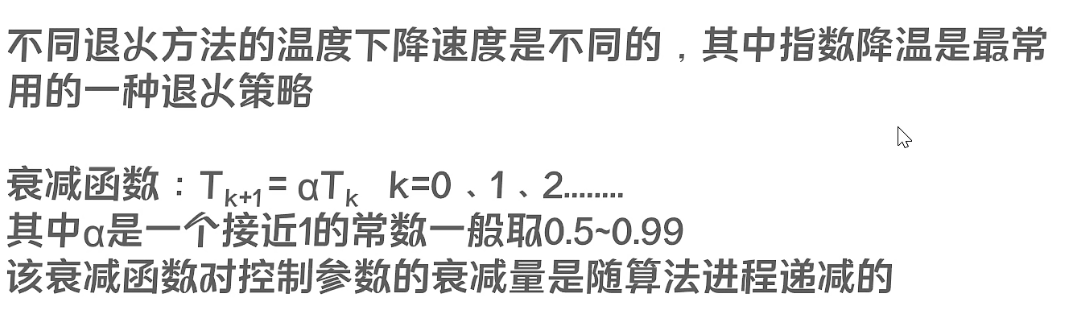 不同退火方法的温度下降速度是不同的，其中指数降温是最常
用的一种退火策略
衰减函数：Tk+1= αTk k=0、1、2........
其中α是一个接近1的常数一般取0.5~0.99
该衰减函数对控制参数的衰减量是随算法进程递减的